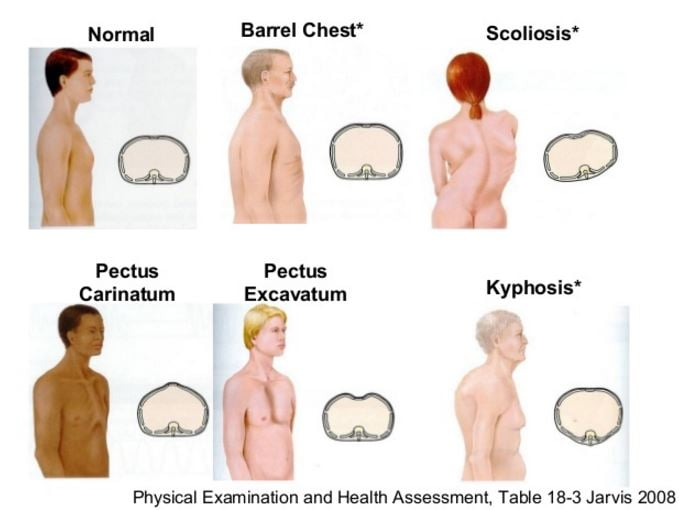 Normal
Barrel Chest*
Scoliosis*
Pectus
Carinatum
Pectus
Excavatum
Kyphosis*
Physical Examination and Health Assessment, Table 18-3 Jarvis 2008